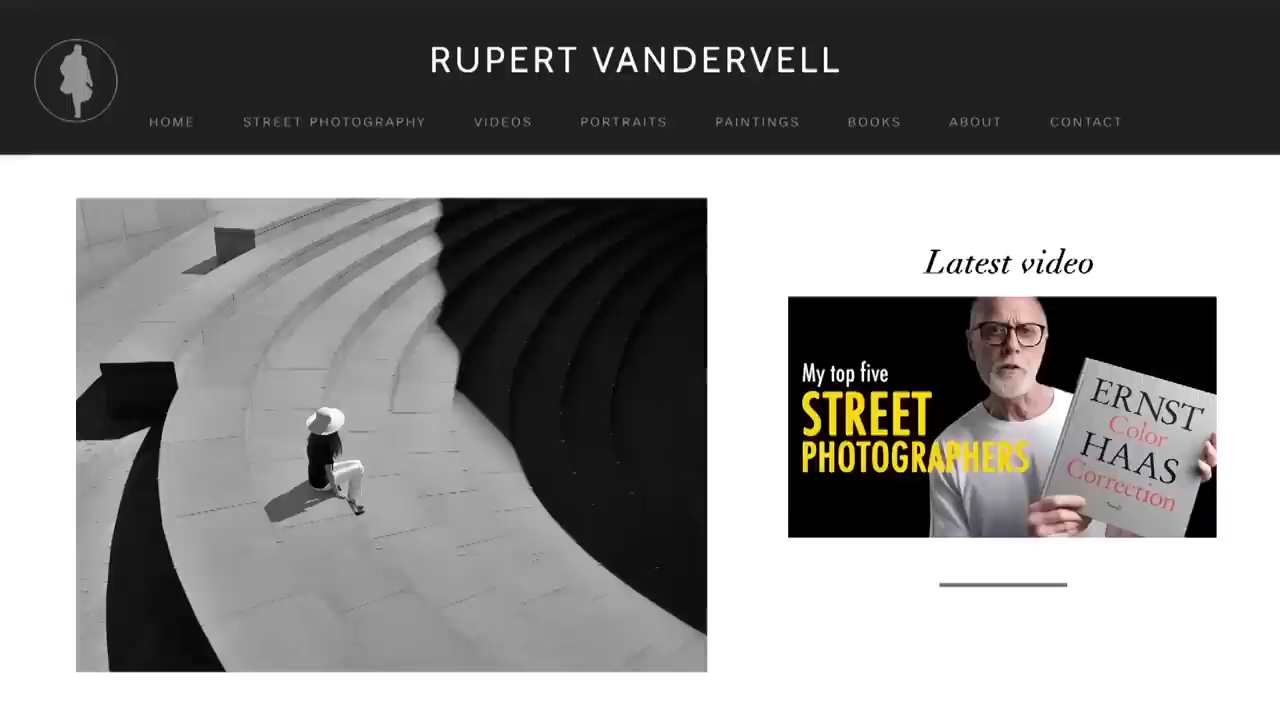 RUPERT VANDERVELL
HOME STREET PHOTOGRAPHY VIDEOS PORTRAITS PAINTINGS BOOKS ABOUT CONTACT
Latest video
My top five
STREET
PHOTOGRAPHERS
ERNST
Color
HAAS
Correction